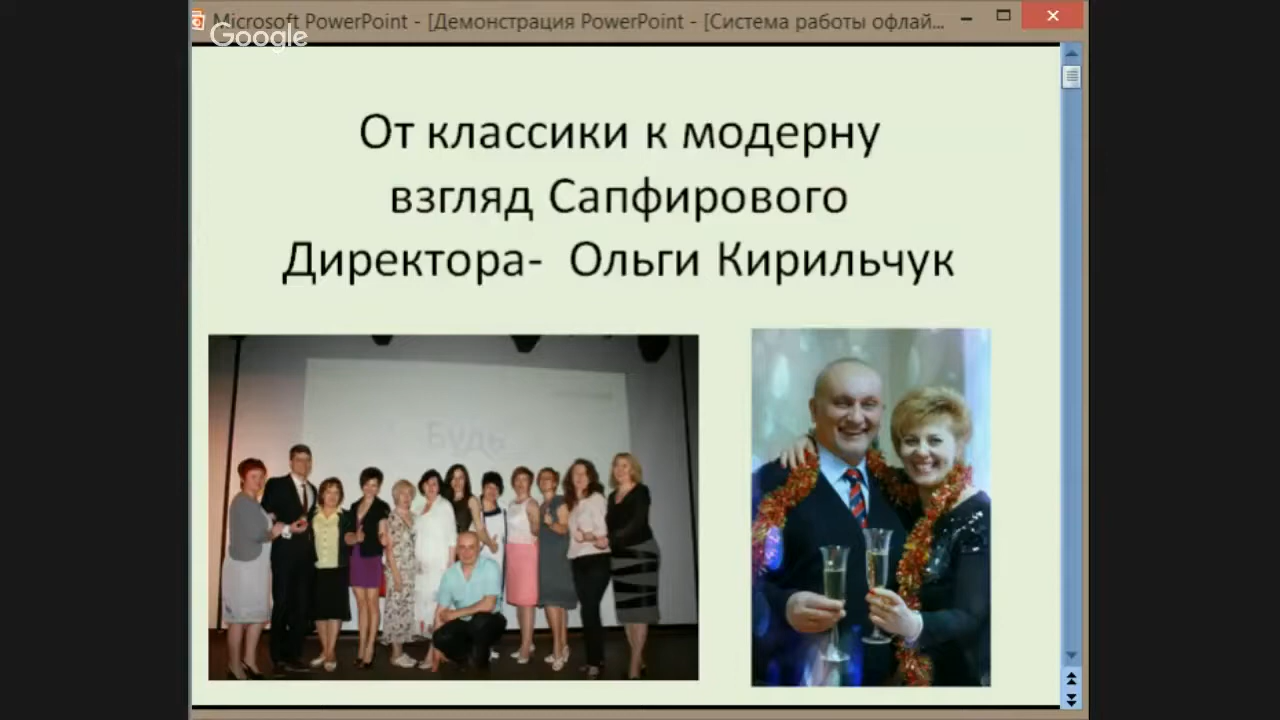 Microsoft PowerPoint - [Демонстрация PowerPoint - [Система работы офлай...
Google
От классики к модерну
взгляд Сапфирового
Директора- Ольги Кирильчук
Будь